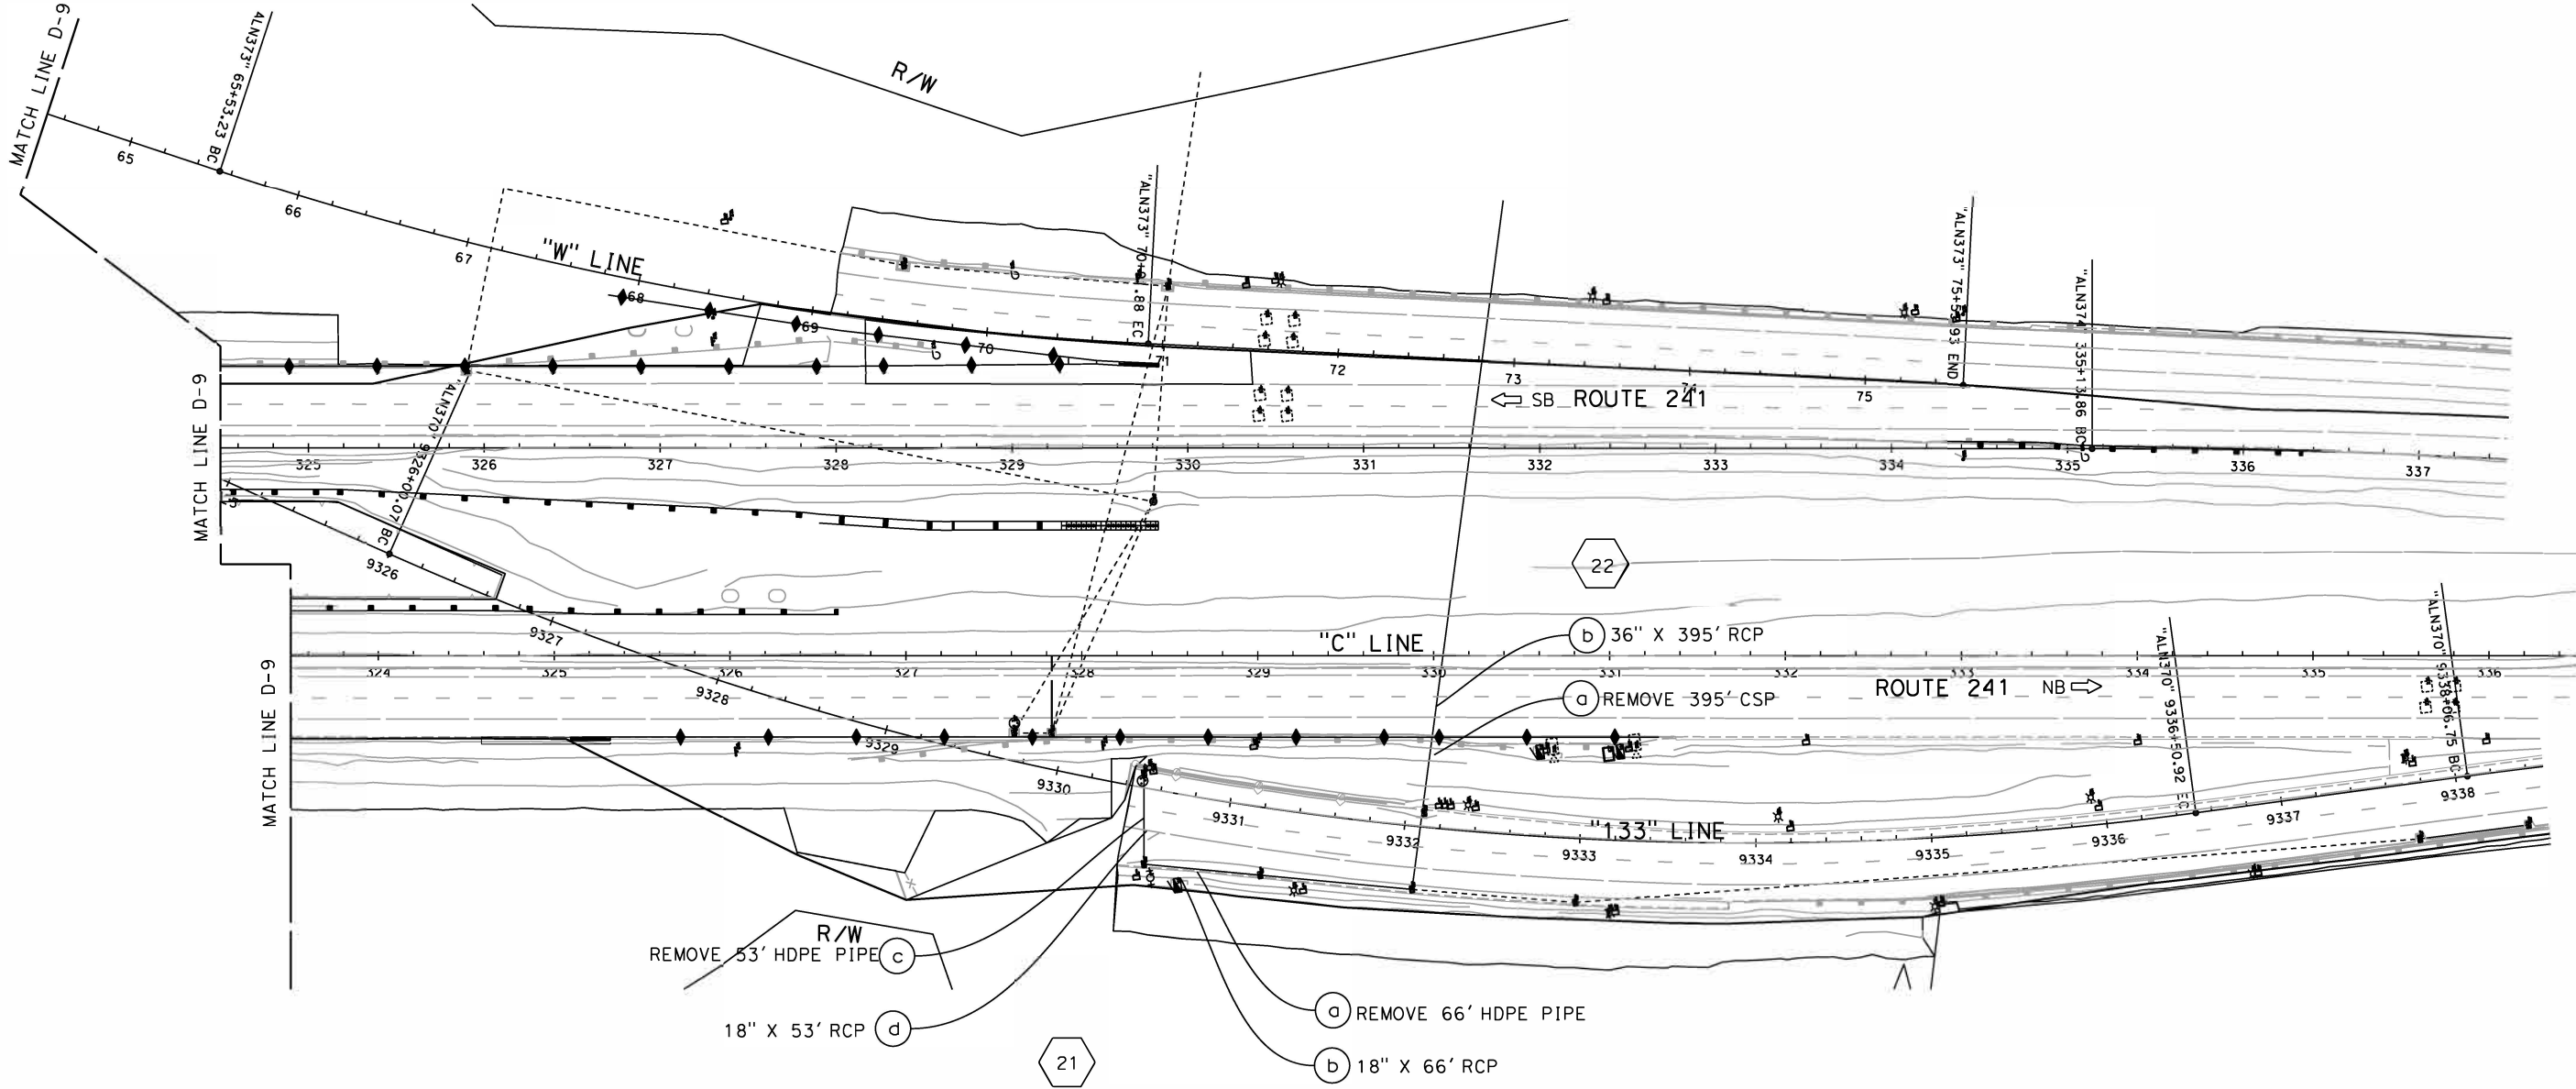 MATCH LINE D-9
"ALN373" 65+53.23 BC
R/W
65
66
67
"W" LINE
68
69
70
71
72
73
74
75
"ALN373" 75+ 93 END
"ALN374" 335+13.86 BC
⇦ SB ROUTE 241
MATCH LINE D-9
"ALN370" 9326+00.07 BC
325
326
327
328
329
330
331
332
333
334
335
336
337
9326
22
9327
"C" LINE
b 36" X 395' RCP
324
325
326
327
328
329
330
331
332
333
334
335
336
9328
a REMOVE 395' CSP
ROUTE 241 NB ⇨
"ALN370" 9336+50.92 EC
"ALN370" 9338+06.75 BC
MATCH LINE D-9
9329
9330
9331
9332
"133" LINE
9333
9334
9335
9336
9337
9338
R/W
REMOVE 53' HDPE PIPE c
18" X 53' RCP d
a REMOVE 66' HDPE PIPE
21
b 18" X 66' RCP